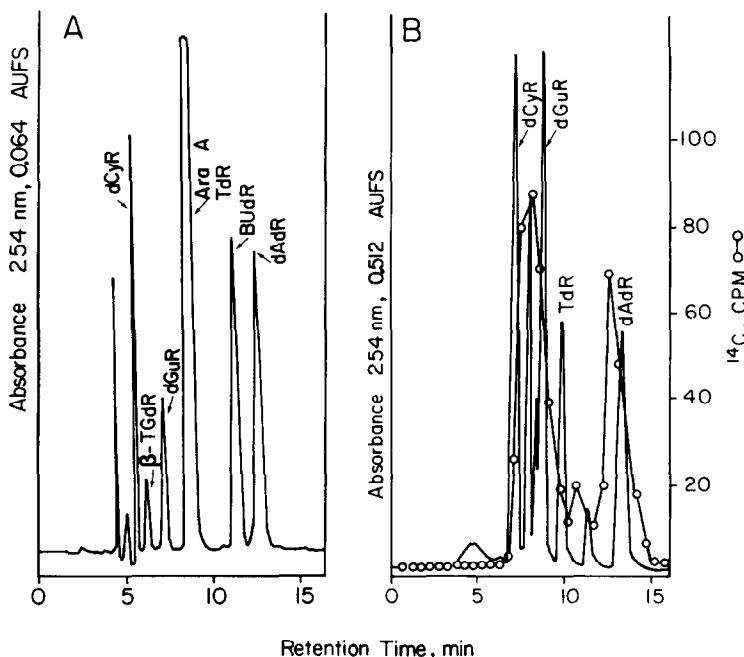 A
Absorbance 254 nm, 0.064 AUFS
dCyR
β-TGdR
dGuR
Ara A
TdR
BUdR
dAdR
0 5 10 15
B
Absorbance 254 nm, 0.512 AUFS
dCyR
dGuR
TdR
dAdR
100
80
60
40
20
¹⁴C, CPM o-o
0 5 10 15
Retention Time, min